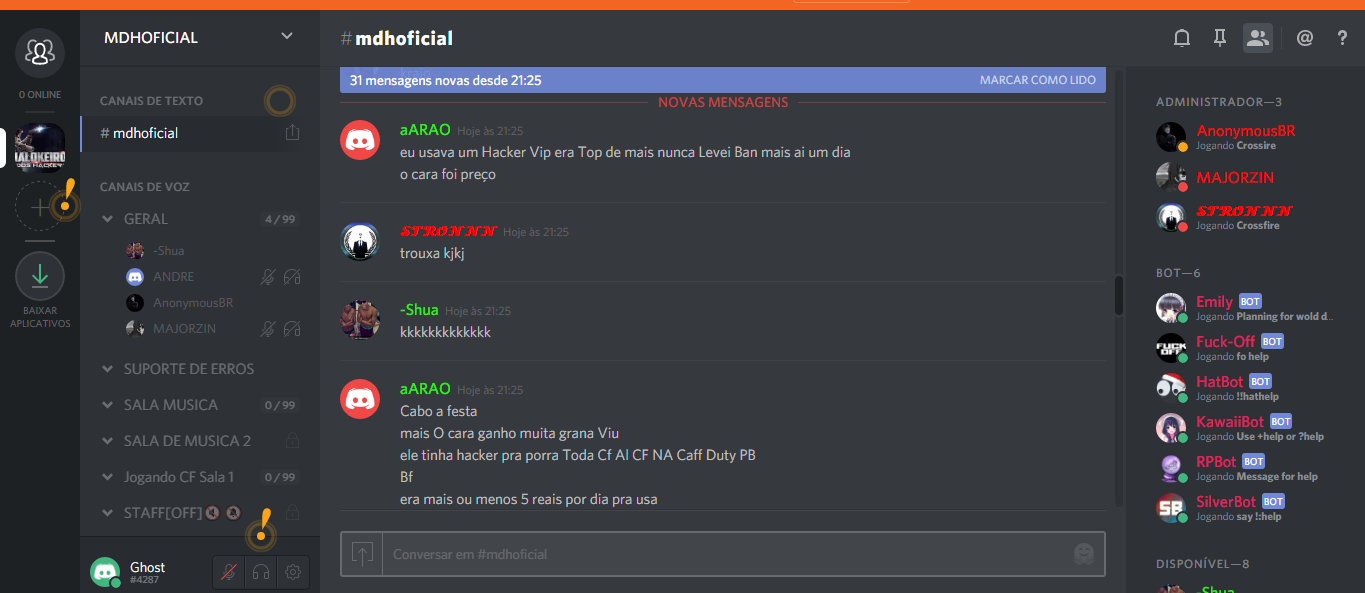 0 ONLINE
BAIXAR
APLICATIVOS
MDHOFICIAL
CANAIS DE TEXTO
# mdhoficial
CANAIS DE VOZ
GERAL 4 / 99
-Shua
ANDRE
AnonymousBR
MAJORZIN
SUPORTE DE ERROS
SALA MUSICA 0 / 99
SALA DE MUSICA 2
Jogando CF Sala 1 0 / 99
STAFF[OFF]
Ghost
#4287
#mdhoficial
31 mensagens novas desde 21:25 MARCAR COMO LIDO
NOVAS MENSAGENS
aARAO Hoje às 21:25
eu usava um Hacker Vip era Top de mais nunca Levei Ban mais ai um dia
o cara foi preço
STRONNN Hoje às 21:25
trouxa kjkj
-Shua Hoje às 21:25
kkkkkkkkkkkkk
aARAO Hoje às 21:25
Cabo a festa
mais O cara ganho muita grana Viu
ele tinha hacker pra porra Toda Cf Al CF NA Caff Duty PB
Bf
era mais ou menos 5 reais por dia pra usa
Conversar em #mdhoficial
ADMINISTRADOR—3
AnonymousBR
Jogando Crossire
MAJORZIN
STRONNN
Jogando Crossfire
BOT—6
Emily BOT
Jogando Planning for wold d...
FUCK OFF
Fuck-Off BOT
Jogando fo help
HatBot BOT
Jogando !!hathelp
KawaiiBot BOT
Jogando Use +help or ?help
RPBot BOT
Jogando Message for help
SB
SilverBot BOT
Jogando say !:help
DISPONÍVEL—8
-Shua